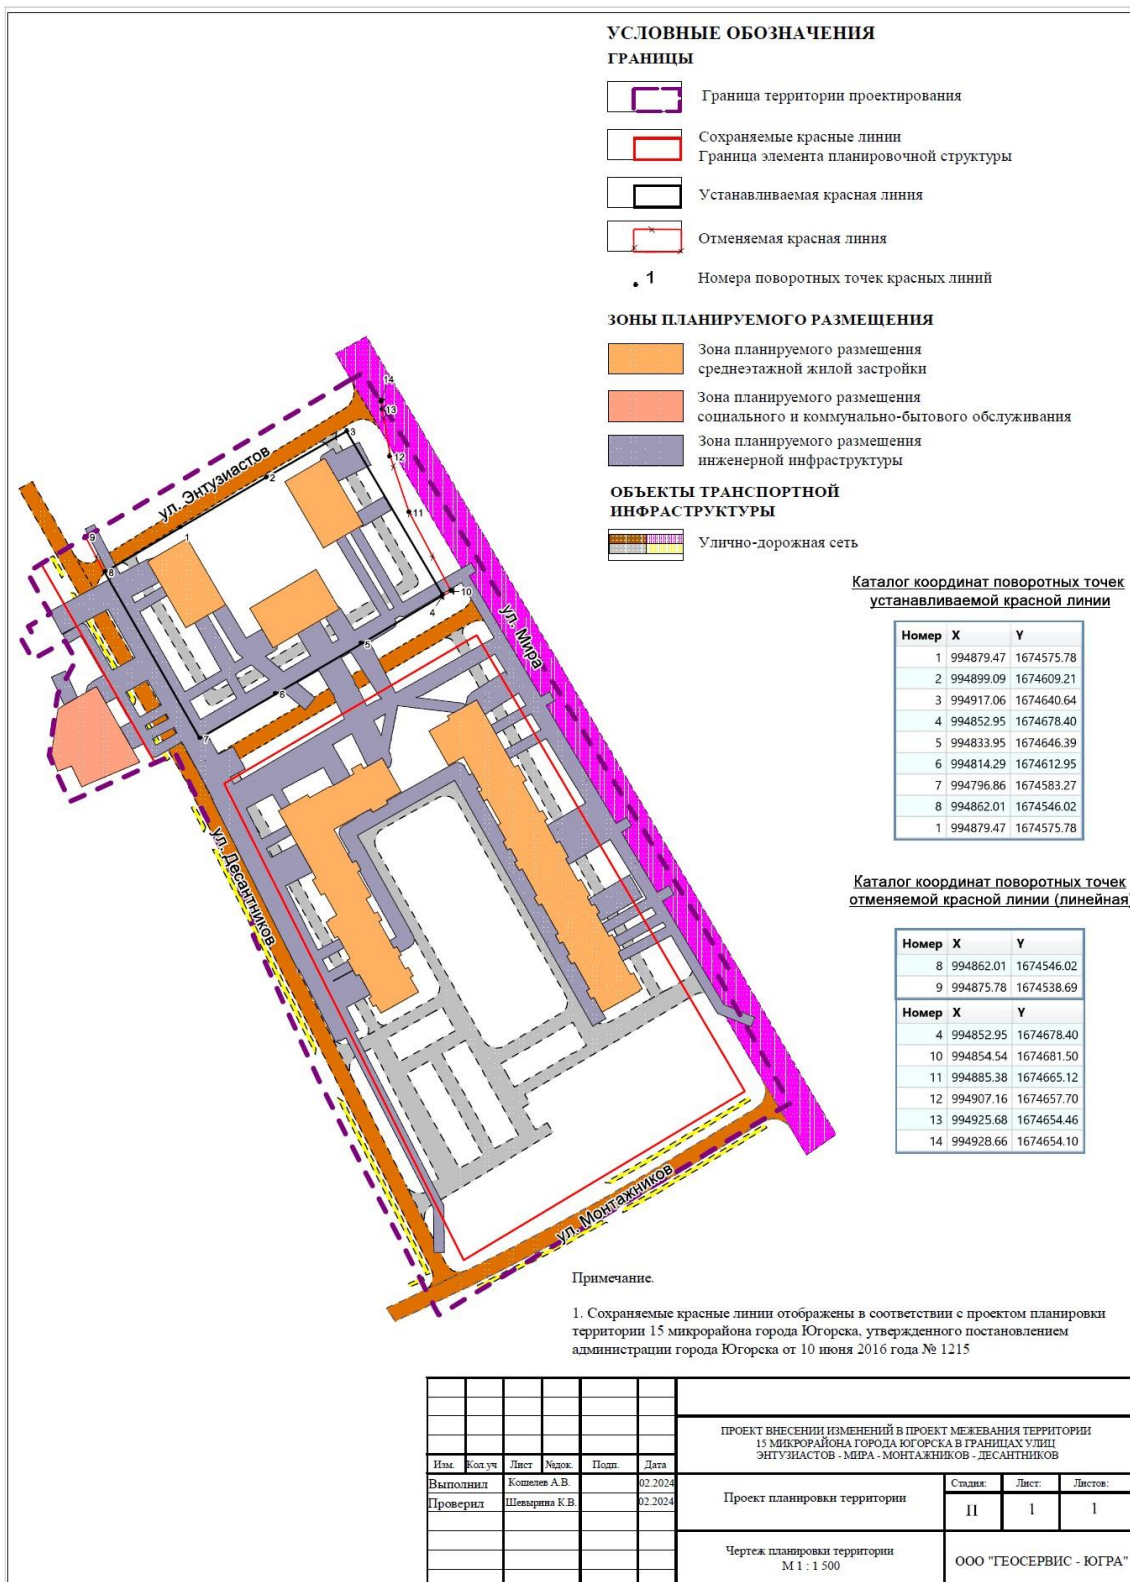 УСЛОВНЫЕ ОБОЗНАЧЕНИЯ
ГРАНИЦЫ
Граница территории проектирования
Сохраняемые красные линии
Граница элемента планировочной структуры
Устанавливаемая красная линия
Отменяемая красная линия
1 Номера поворотных точек красных линий
ЗОНЫ ПЛАНИРУЕМОГО РАЗМЕЩЕНИЯ
Зона планируемого размещения
среднеэтажной жилой застройки
Зона планируемого размещения
социального и коммунально-бытового обслуживания
Зона планируемого размещения
инженерной инфраструктуры
ОБЪЕКТЫ ТРАНСПОРТНОЙ
ИНФРАСТРУКТУРЫ
Улично-дорожная сеть
14
13
3
12
2
ул. Энтузиастов
11
9
1
8
10
4
ул. Мира
5
6
7
ул. Десантников
ул. Монтажников
Каталог координат поворотных точек
устанавливаемой красной линии
Номер X Y
1 994879.47 1674575.78
2 994899.09 1674609.21
3 994917.06 1674640.64
4 994852.95 1674678.40
5 994833.95 1674646.39
6 994814.29 1674612.95
7 994796.86 1674583.27
8 994862.01 1674546.02
1 994879.47 1674575.78
Каталог координат поворотных точек
отменяемой красной линии (линейная)
Номер X Y
8 994862.01 1674546.02
9 994875.78 1674538.69
Номер X Y
4 994852.95 1674678.40
10 994854.54 1674681.50
11 994885.38 1674665.12
12 994907.16 1674657.70
13 994925.68 1674654.46
14 994928.66 1674654.10
Примечание.
1. Сохраняемые красные линии отображены в соответствии с проектом планировки
территории 15 микрорайона города Югорска, утвержденного постановлением
администрации города Югорска от 10 июня 2016 года № 1215
ПРОЕКТ ВНЕСЕНИИ ИЗМЕНЕНИЙ В ПРОЕКТ МЕЖЕВАНИЯ ТЕРРИТОРИИ
15 МИКРОРАЙОНА ГОРОДА ЮГОРСКА В ГРАНИЦАХ УЛИЦ
ЭНТУЗИАСТОВ - МИРА - МОНТАЖНИКОВ - ДЕСАНТНИКОВ
Изм. Кол.уч Лист №док. Подп. Дата
Выполнил Кошелев А.В. 02.2024
Проверил Шевырина К.В. 02.2024
Проект планировки территории
Стадия: Лист: Листов:
П 1 1
Чертеж планировки территории
М 1 : 1 500
ООО "ГЕОСЕРВИС - ЮГРА"